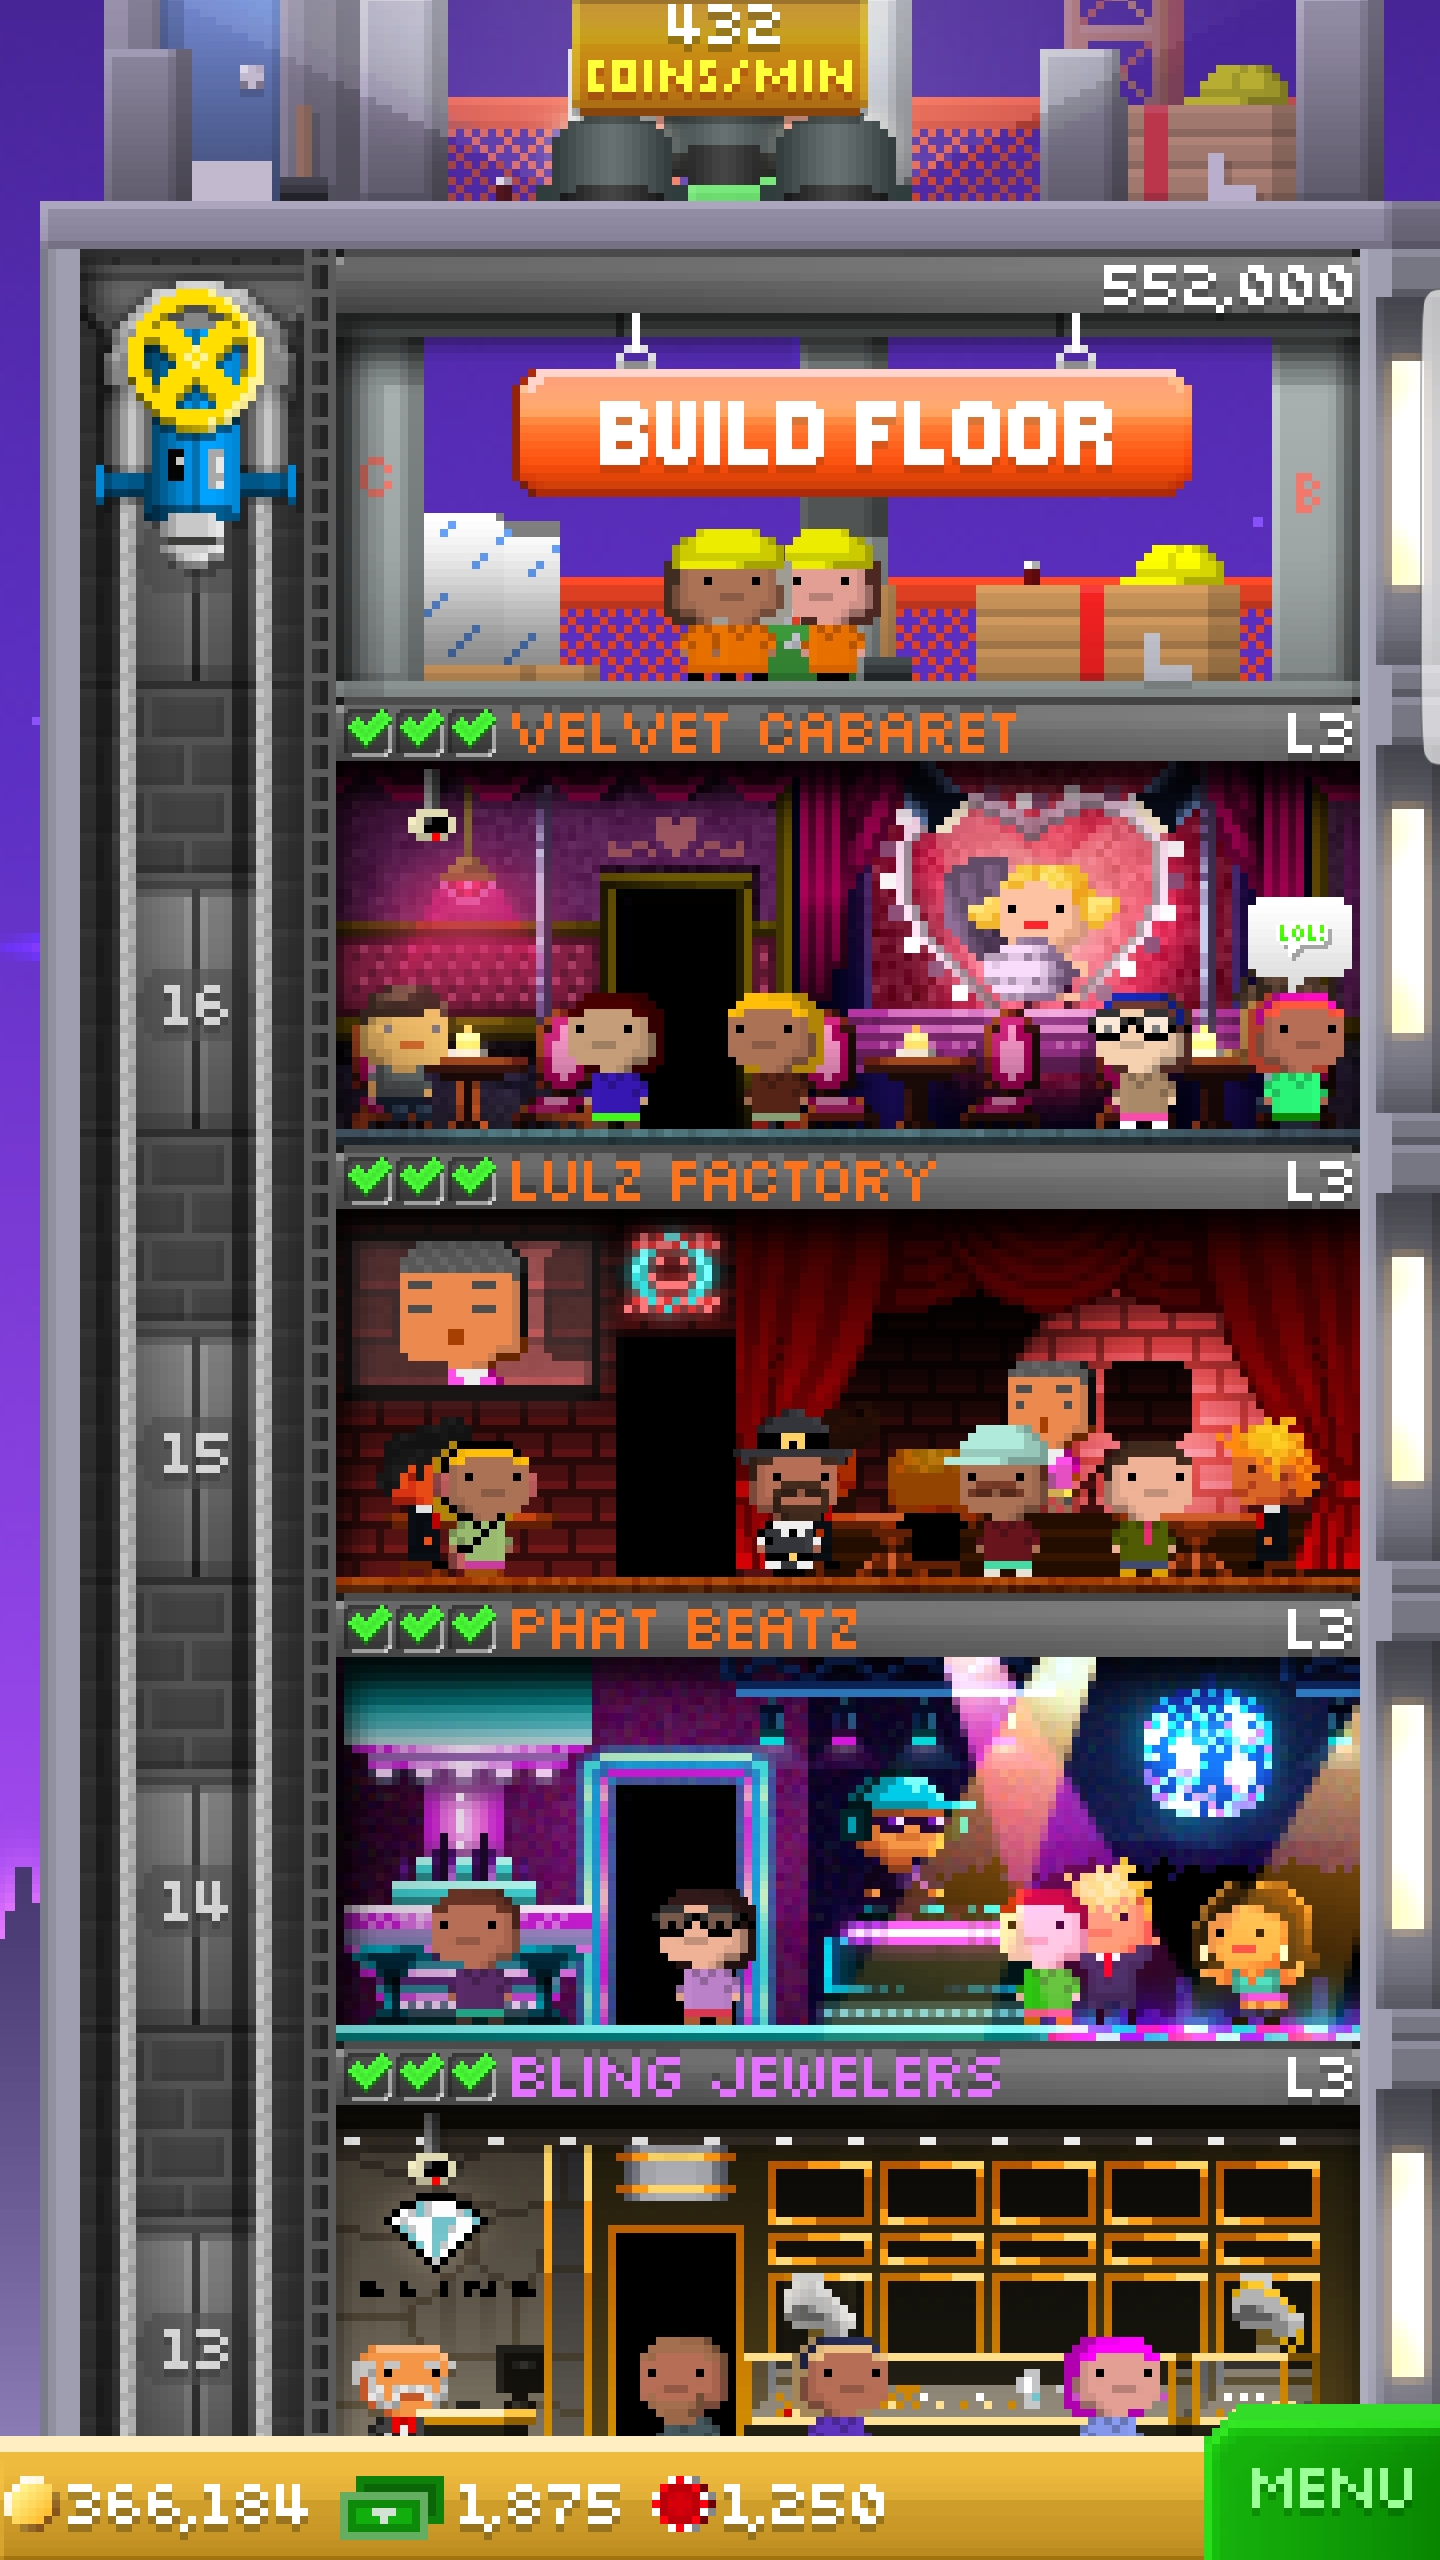 432
COINS/MIN
552,000
C
BUILD FLOOR
B
VELVET CABARET L3
LOL!
16
LULZ FACTORY L3
15
PHAT BEATZ L3
14
BLING JEWELERS L3
BLING
13
366,184 1,875 1,250
MENU